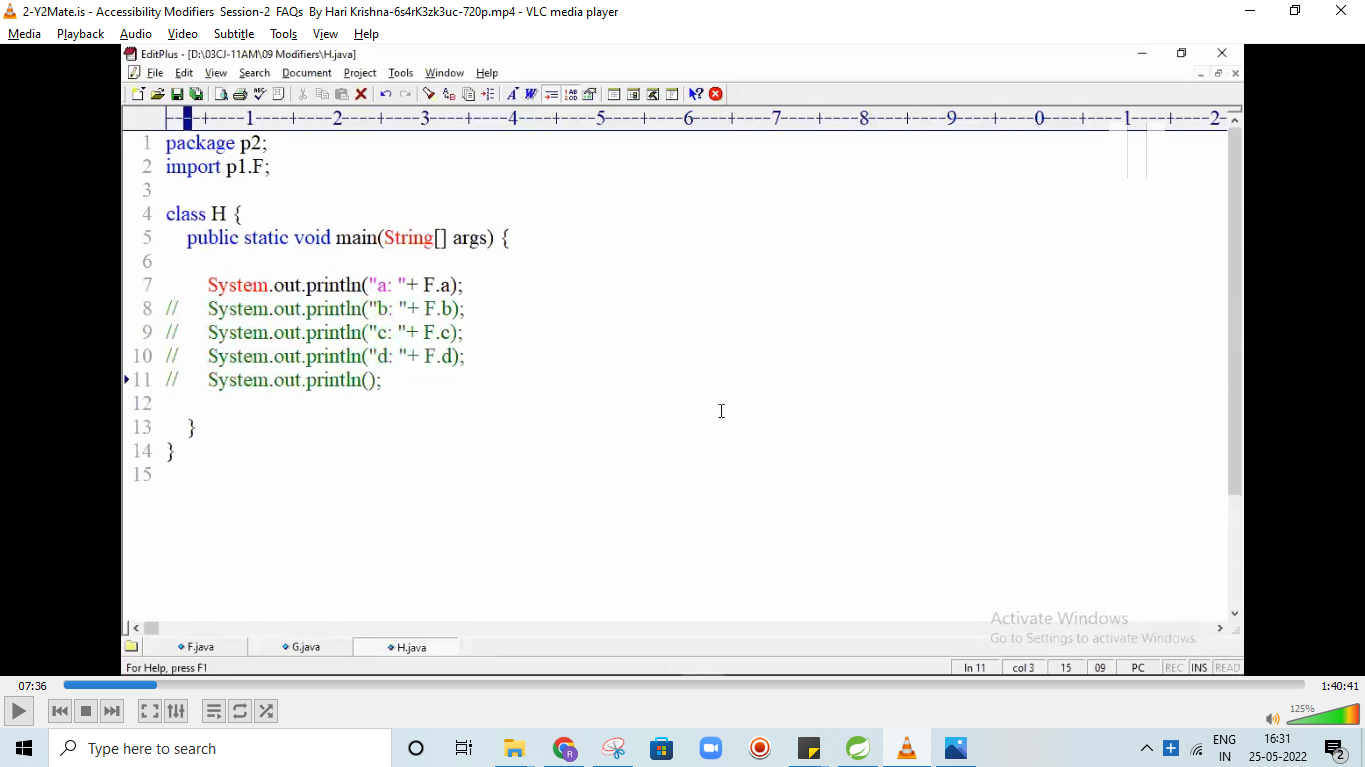 2-Y2Mate.is - Accessibility Modifiers Session-2 FAQs By Hari Krishna-6s4rK3zk3uc-720p.mp4 - VLC media player
Media Playback Audio Video Subtitle Tools View Help
EditPlus - [D:\03CJ-11AM\09 Modifiers\H.java]
File Edit View Search Document Project Tools Window Help
----+----1----+----2----+----3----+----4----+----5----+----6----+----7----+----8----+----9----+----0----+----1----+----2-
1 package p2;
2 import p1.F;
3
4 class H {
5 public static void main(String[] args) {
6
7 System.out.println("a: "+ F.a);
8 // System.out.println("b: "+ F.b);
9 // System.out.println("c: "+ F.c);
10 // System.out.println("d: "+ F.d);
11 // System.out.println();
12
13 }
14 }
15
Activate Windows
Go to Settings to activate Windows.
F.java G.java H.java
For Help, press F1 ln 11 col 3 15 09 PC REC INS READ
07:36 1:40:41
125%
Type here to search
ENG
IN
16:31
25-05-2022
2